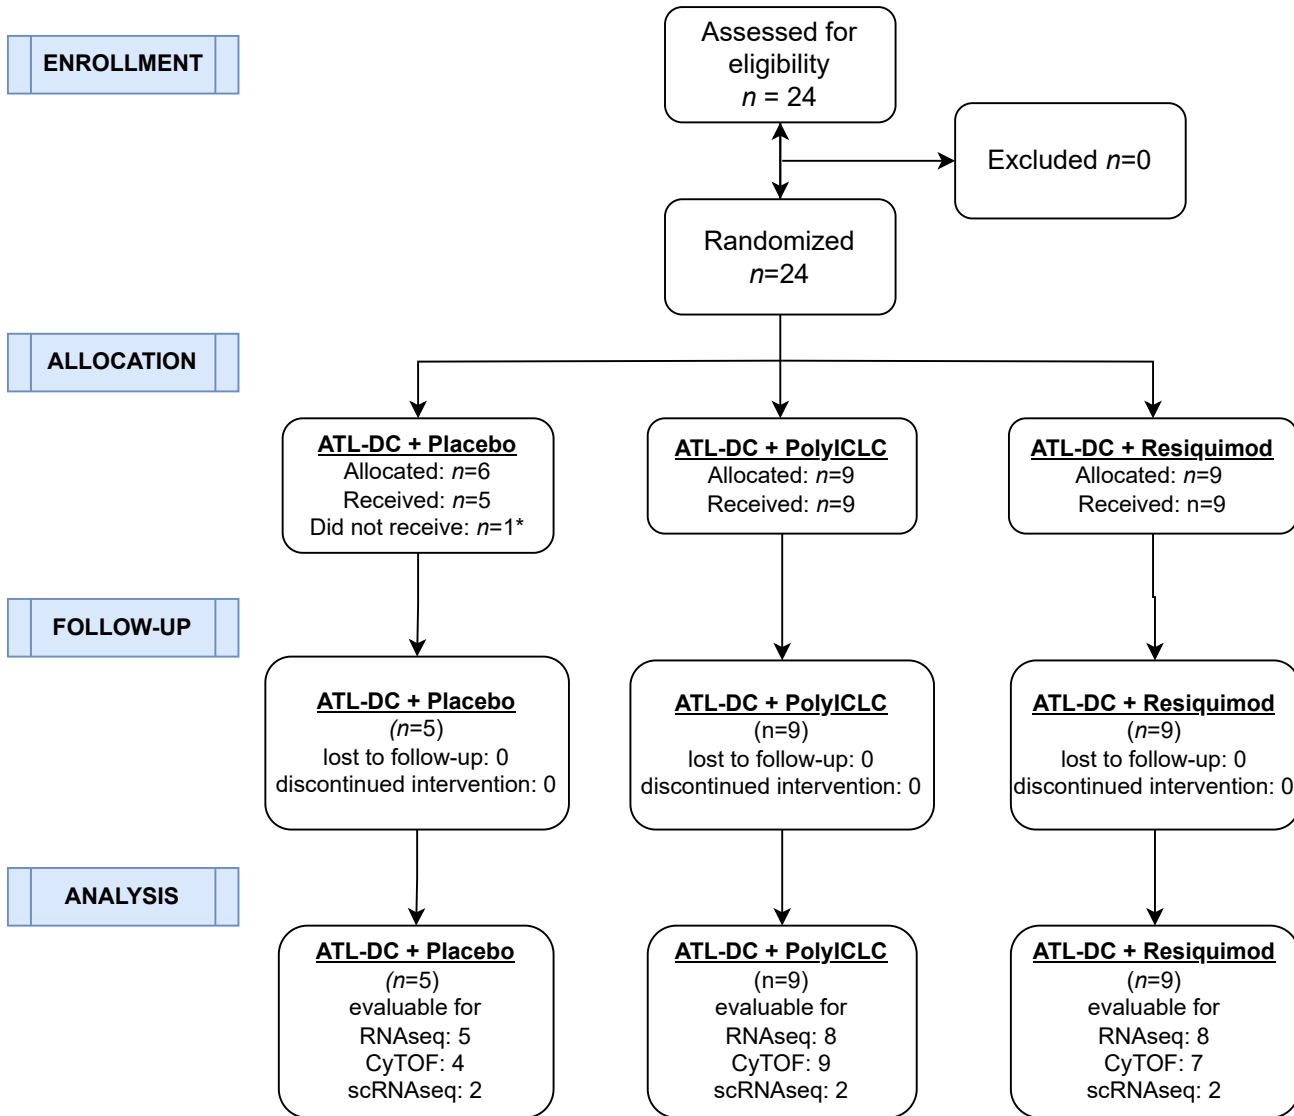 ENROLLMENT
Assessed for
eligibility
n = 24
Excluded n=0
Randomized
n=24
ALLOCATION
ATL-DC + Placebo
Allocated: n=6
Received: n=5
Did not receive: n=1*
ATL-DC + PolyICLC
Allocated: n=9
Received: n=9
ATL-DC + Resiquimod
Allocated: n=9
Received: n=9
FOLLOW-UP
ATL-DC + Placebo
(n=5)
lost to follow-up: 0
discontinued intervention: 0
ATL-DC + PolyICLC
(n=9)
lost to follow-up: 0
discontinued intervention: 0
ATL-DC + Resiquimod
(n=9)
lost to follow-up: 0
discontinued intervention: 0
ANALYSIS
ATL-DC + Placebo
(n=5)
evaluable for
RNAseq: 5
CyTOF: 4
scRNAseq: 2
ATL-DC + PolyICLC
(n=9)
evaluable for
RNAseq: 8
CyTOF: 9
scRNAseq: 2
ATL-DC + Resiquimod
(n=9)
evaluable for
RNAseq: 8
CyTOF: 7
scRNAseq: 2